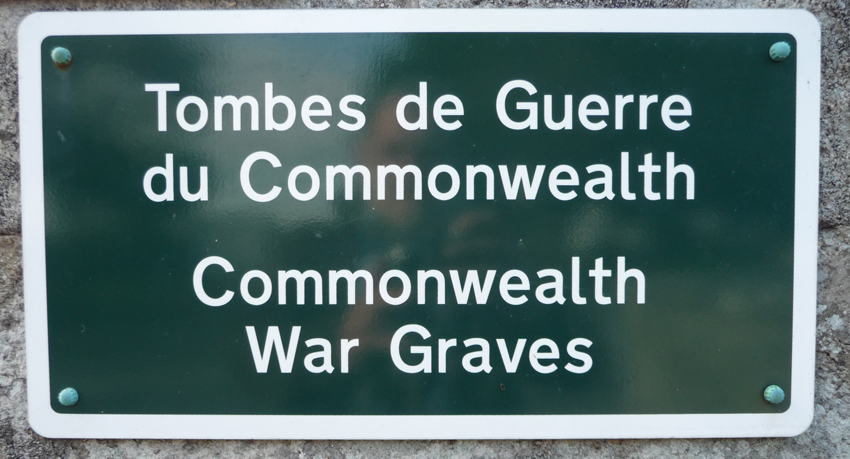 Tombes de Guerre
du Commonwealth
Commonwealth
War Graves